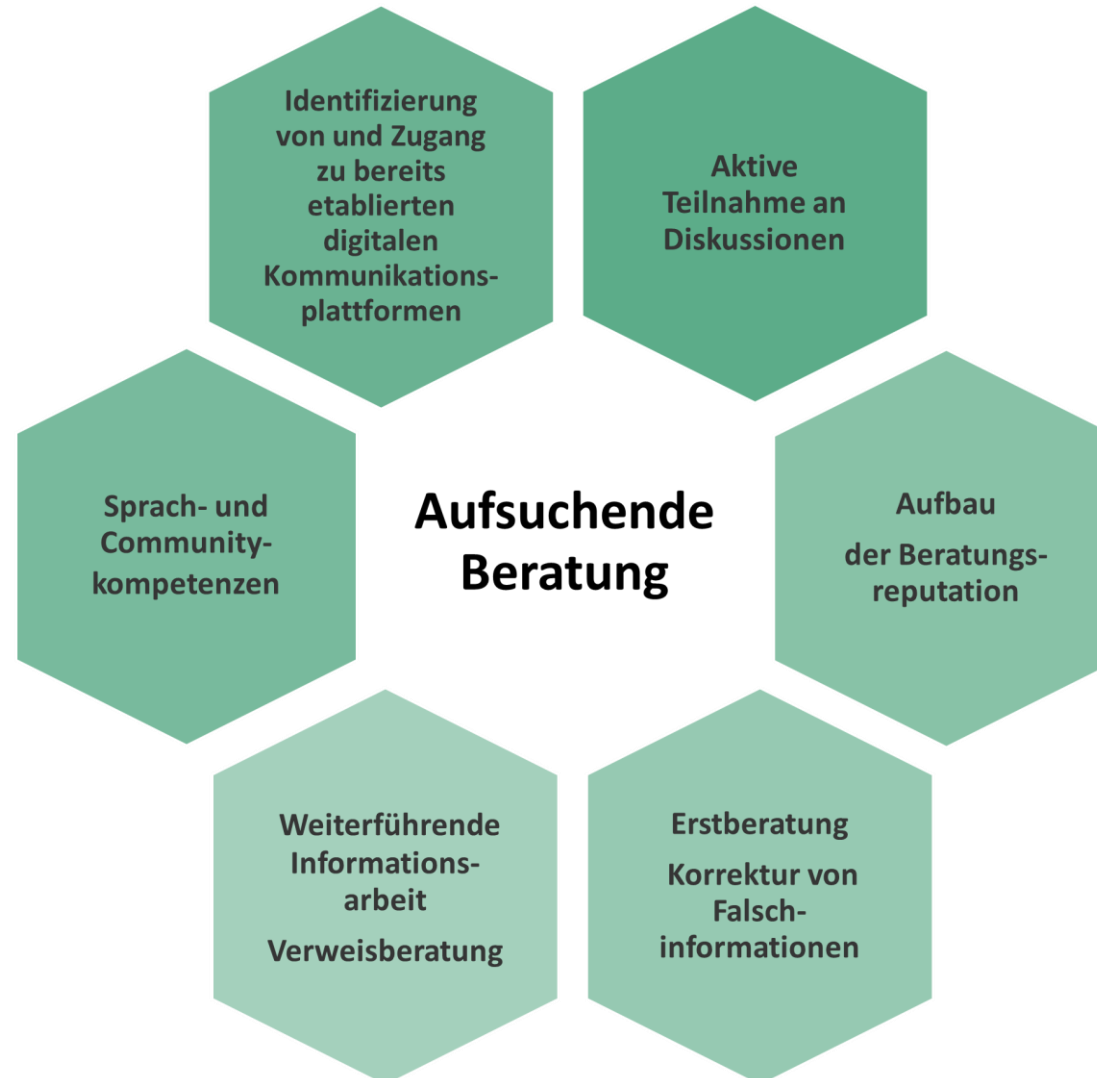 Identifizierung
von und Zugang
zu bereits
etablierten
digitalen
Kommunikations-
plattformen
Aktive
Teilnahme an
Diskussionen
Sprach- und
Community-
kompetenzen
Aufsuchende
Beratung
Aufbau
der Beratungs-
reputation
Weiterführende
Informations-
arbeit
Verweisberatung
Erstberatung
Korrektur von
Falsch-
informationen